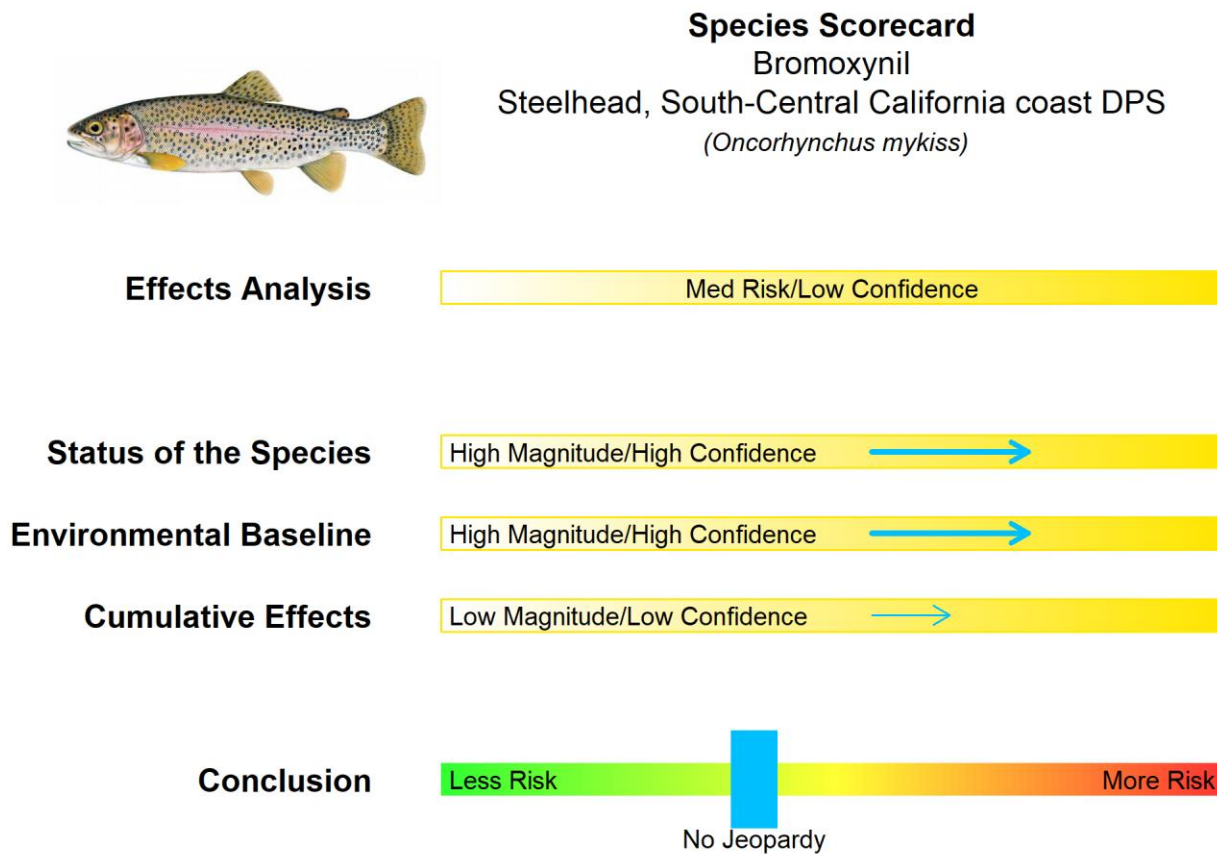 Species Scorecard
Bromoxynil
Steelhead, South-Central California coast DPS
(Oncorhynchus mykiss)
Effects Analysis
Med Risk/Low Confidence
Status of the Species
High Magnitude/High Confidence
Environmental Baseline
High Magnitude/High Confidence
Cumulative Effects
Low Magnitude/Low Confidence
Conclusion
Less Risk
More Risk
No Jeopardy